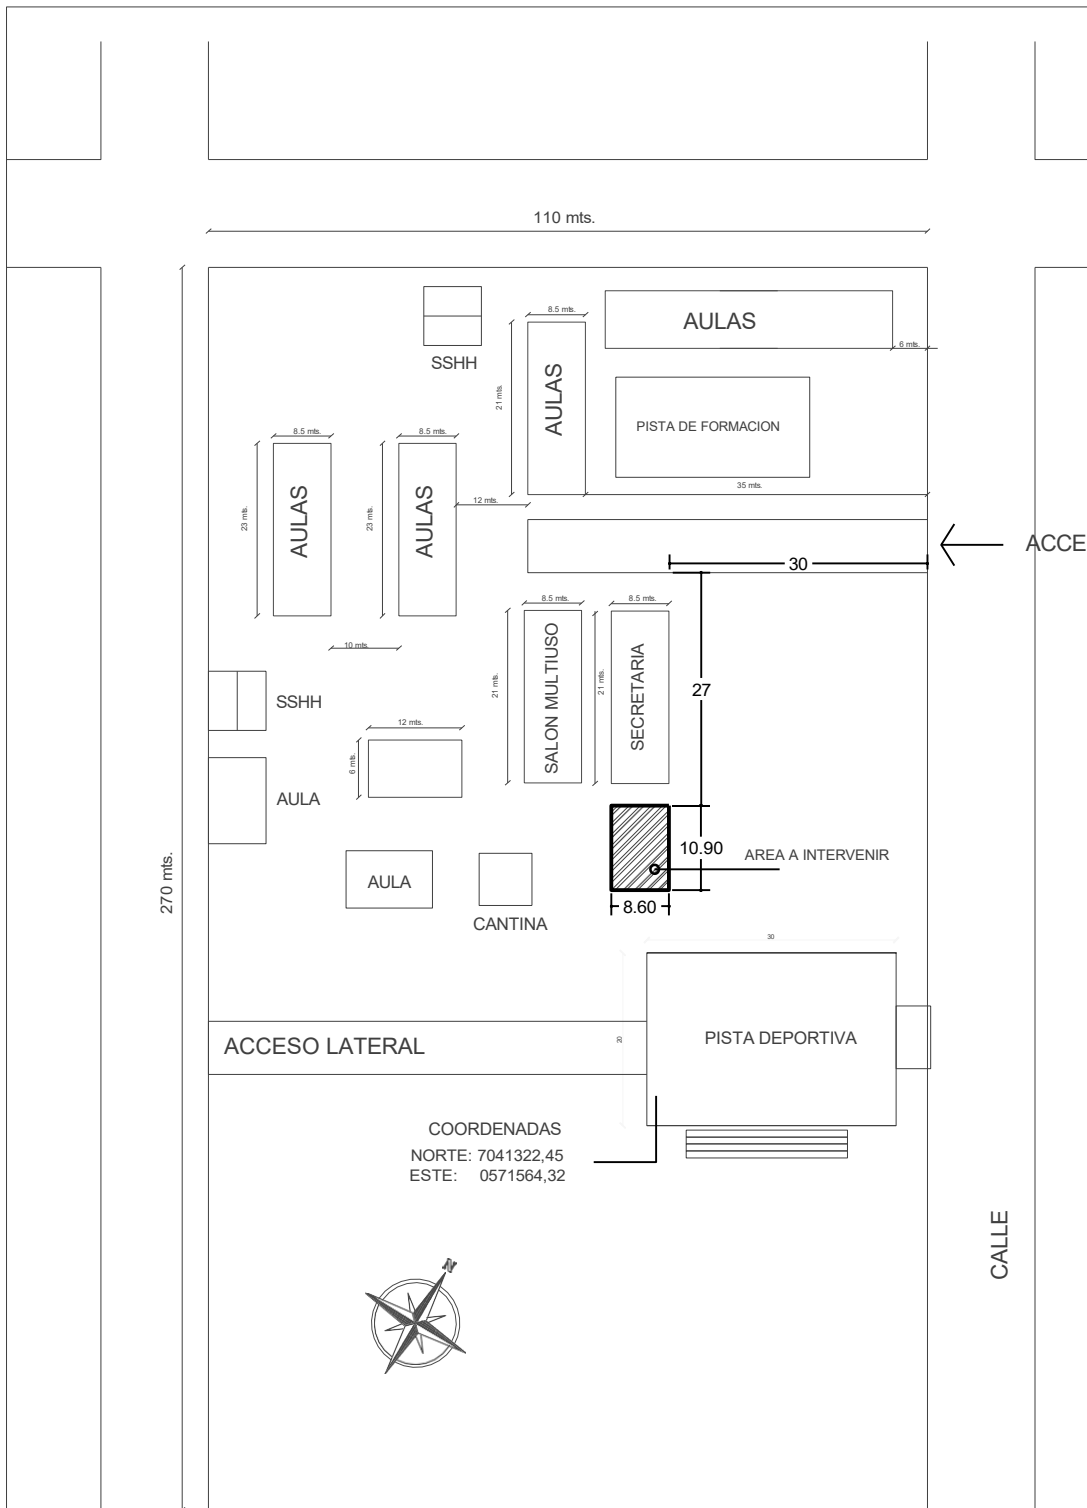 110 mts.
8.5 mts.
AULAS
6 mts.
SSHH
21 mts.
AULAS
PISTA DE FORMACION
8.5 mts.
8.5 mts.
35 mts.
12 mts.
23 mts.
AULAS
23 mts.
AULAS
ACCE
30
8.5 mts.
8.5 mts.
10 mts.
21 mts.
SALON MULTIUSO
21 mts.
SECRETARIA
27
SSHH
12 mts.
6 mts.
AULA
10.90
AREA A INTERVENIR
AULA
8.60
CANTINA
270 mts.
30
20
PISTA DEPORTIVA
ACCESO LATERAL
COORDENADAS
NORTE: 7041322,45
ESTE: 0571564,32
CALLE
N